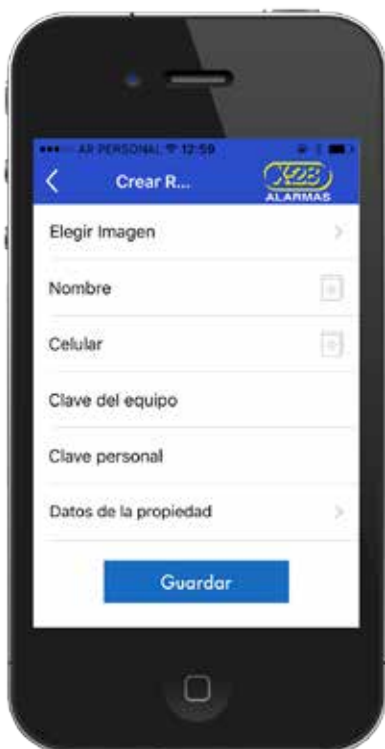 AR PERSONAL 12:59
Crear R...
X-28
ALARMAS
Elegir Imagen
Nombre
Celular
Clave del equipo
Clave personal
Datos de la propiedad
Guardar